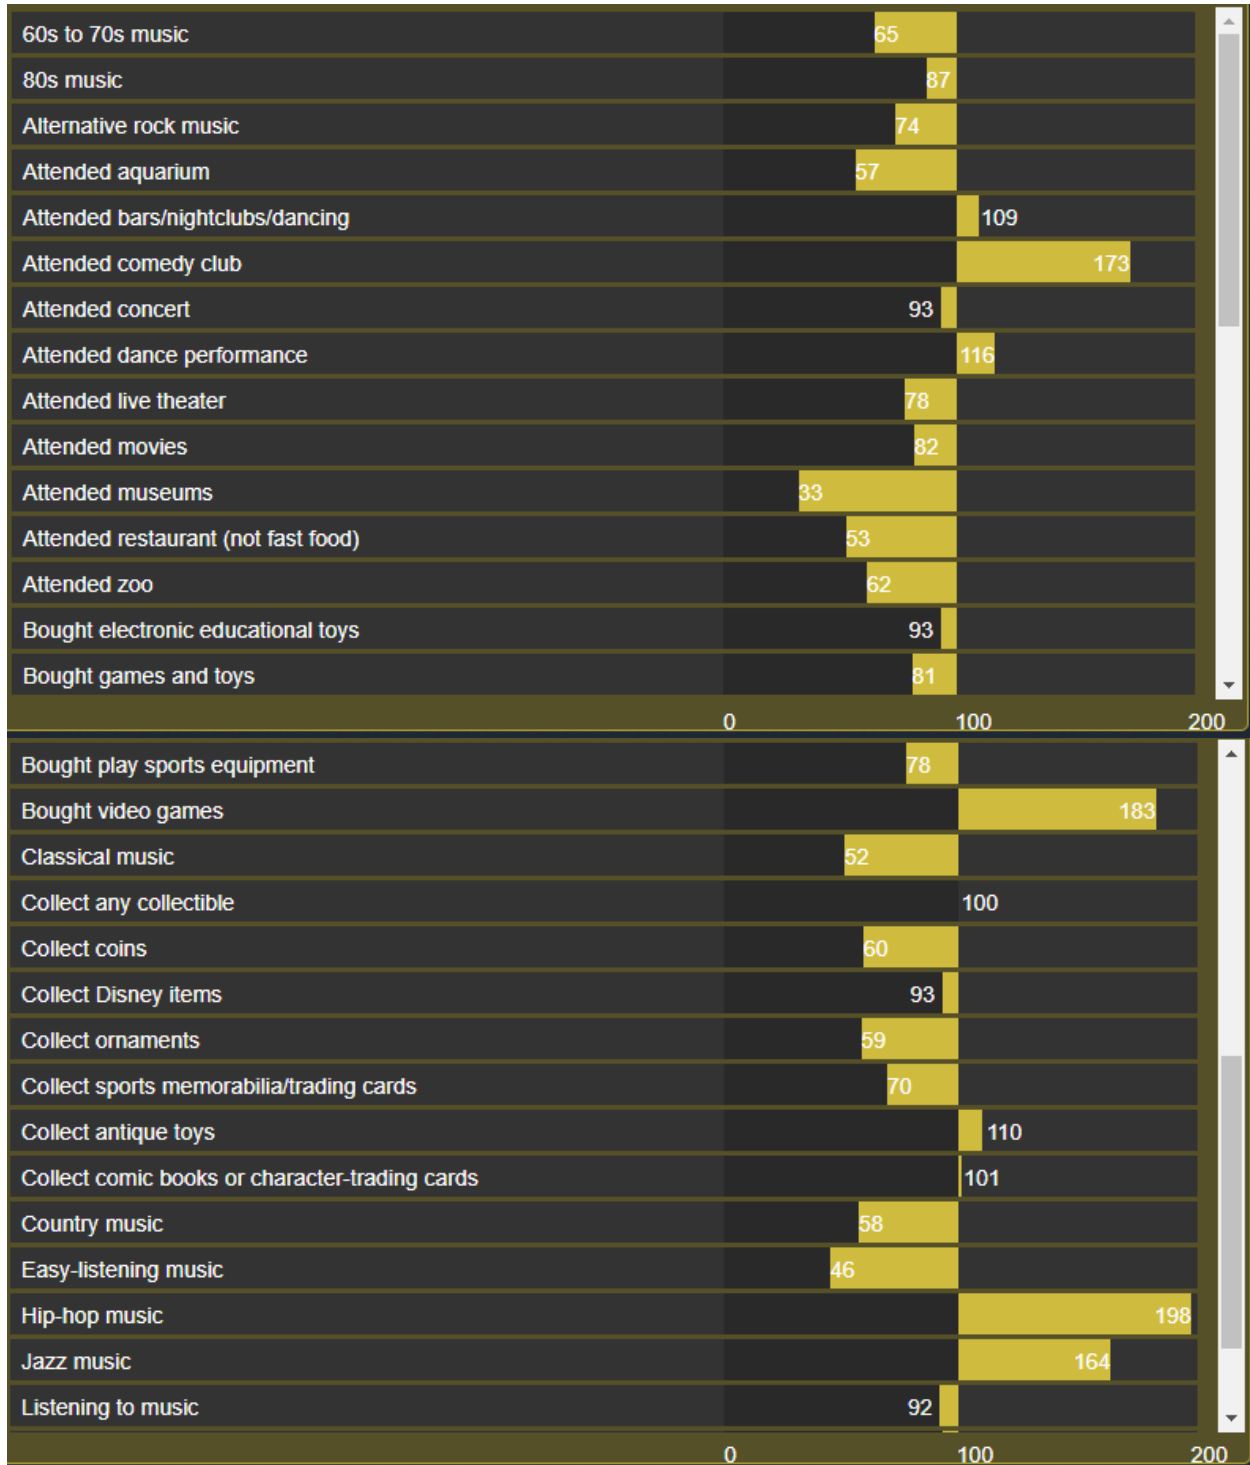 60s to 70s music 65
80s music 87
Alternative rock music 74
Attended aquarium 57
Attended bars/nightclubs/dancing 109
Attended comedy club 173
Attended concert 93
Attended dance performance 116
Attended live theater 78
Attended movies 82
Attended museums 33
Attended restaurant (not fast food) 53
Attended zoo 62
Bought electronic educational toys 93
Bought games and toys 81
0 100 200
Bought play sports equipment 78
Bought video games 183
Classical music 52
Collect any collectible 100
Collect coins 60
Collect Disney items 93
Collect ornaments 59
Collect sports memorabilia/trading cards 70
Collect antique toys 110
Collect comic books or character-trading cards 101
Country music 58
Easy-listening music 46
Hip-hop music 198
Jazz music 164
Listening to music 92
0 100 200